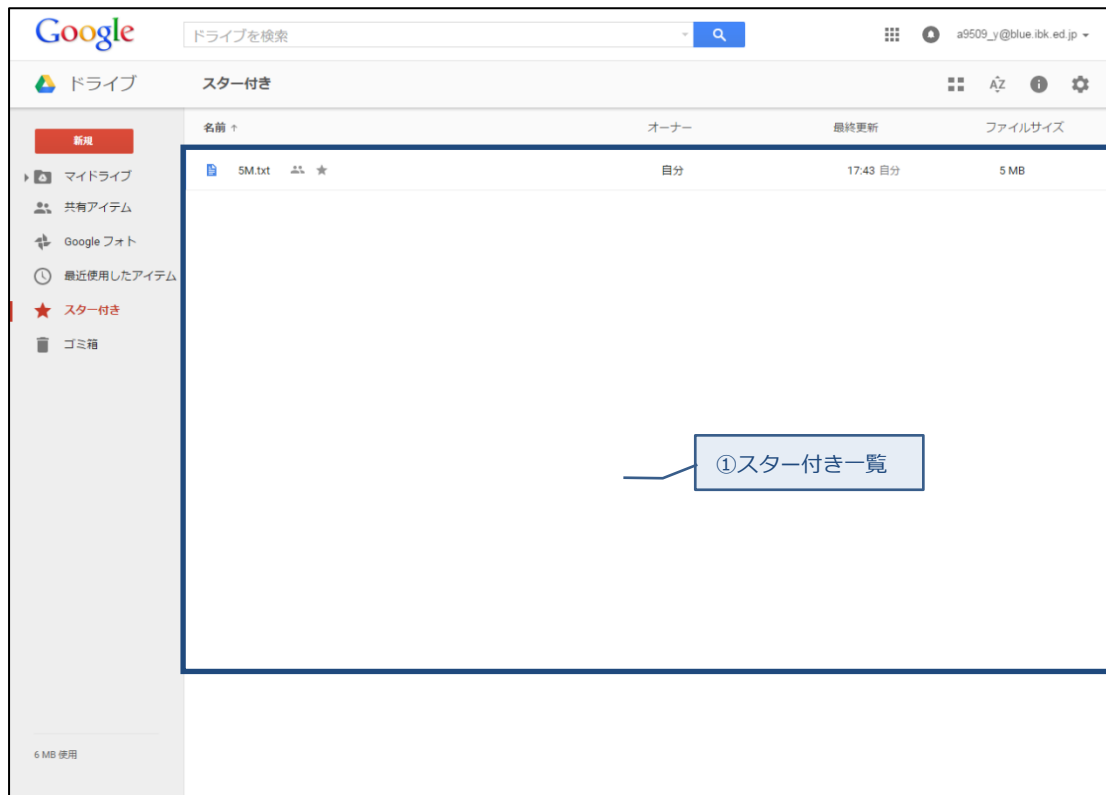 Google
ドライブを検索
a9509_y@blue.ibk.ed.jp
ドライブ
スター付き
新規
マイドライブ
共有アイテム
Google フォト
最近使用したアイテム
スター付き
ゴミ箱
6 MB 使用
名前 ↑ オーナー 最終更新 ファイルサイズ
5M.txt 自分 17:43 自分 5 MB
①スター付き一覧